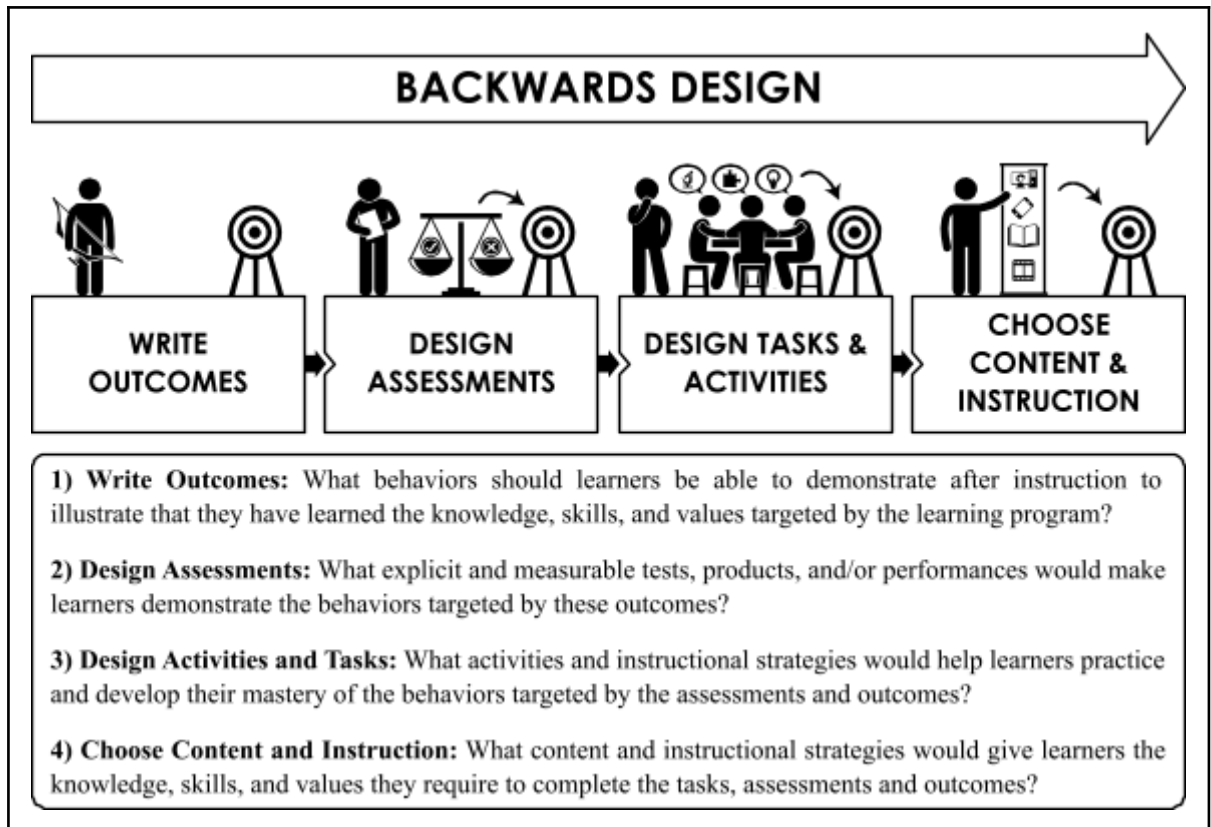 BACKWARDS DESIGN
WRITE
OUTCOMES
DESIGN
ASSESSMENTS
DESIGN TASKS &
ACTIVITIES
CHOOSE
CONTENT &
INSTRUCTION
1) Write Outcomes: What behaviors should learners be able to demonstrate after instruction to
illustrate that they have learned the knowledge, skills, and values targeted by the learning program?
2) Design Assessments: What explicit and measurable tests, products, and/or performances would make
learners demonstrate the behaviors targeted by these outcomes?
3) Design Activities and Tasks: What activities and instructional strategies would help learners practice
and develop their mastery of the behaviors targeted by the assessments and outcomes?
4) Choose Content and Instruction: What content and instructional strategies would give learners the
knowledge, skills, and values they require to complete the tasks, assessments and outcomes?